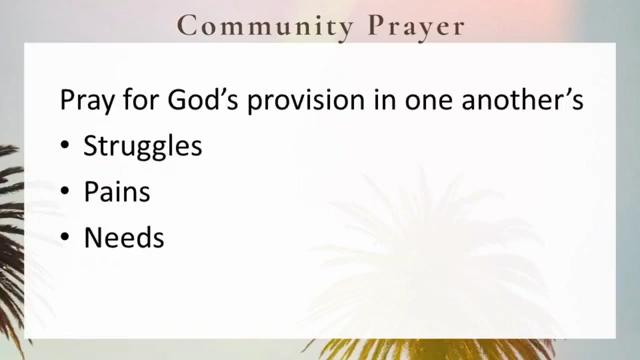 Community Prayer
Pray for God’s provision in one another’s
• Struggles
• Pains
• Needs